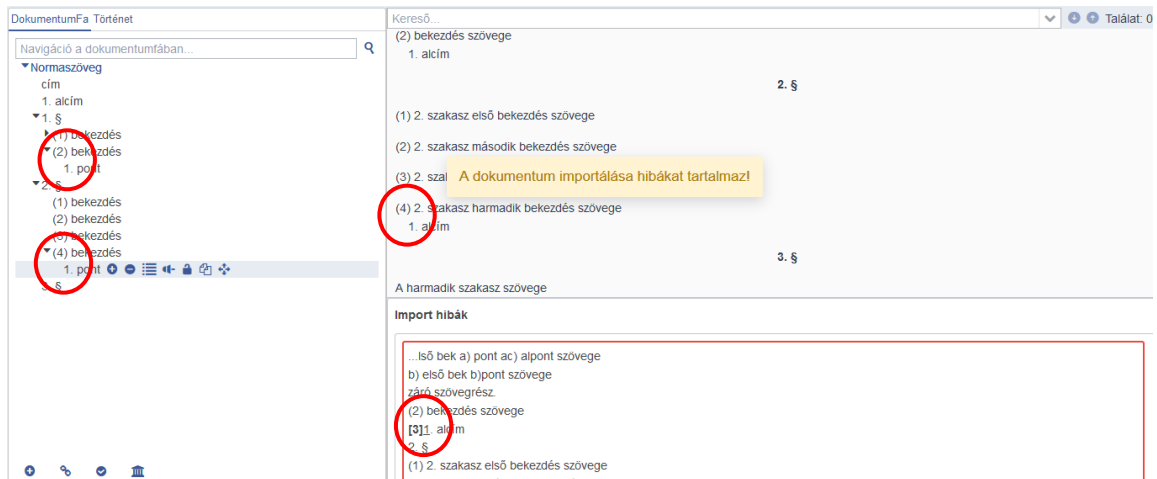 DokumentumFa Történet
Navigáció a dokumentumfában...
Normaszöveg
cím
1. alcím
1. §
(1) bekezdés
(2) bekezdés
1. pont
2. §
(1) bekezdés
(2) bekezdés
(3) bekezdés
(4) bekezdés
1. pont
3. §
Kereső...
Találat: 0
(2) bekezdés szövege
1. alcím
2. §
(1) 2. szakasz első bekezdés szövege
(2) 2. szakasz második bekezdés szövege
(3) 2. szal
A dokumentum importálása hibákat tartalmaz!
(4) 2. szakasz harmadik bekezdés szövege
1. alcím
3. §
A harmadik szakasz szövege
Import hibák
...lső bek a) pont ac) alpont szövege
b) első bek b)pont szövege
záró szövegrész.
(2) bekezdés szövege
[3]1. alcím
2. §
(1) 2. szakasz első bekezdés szövege